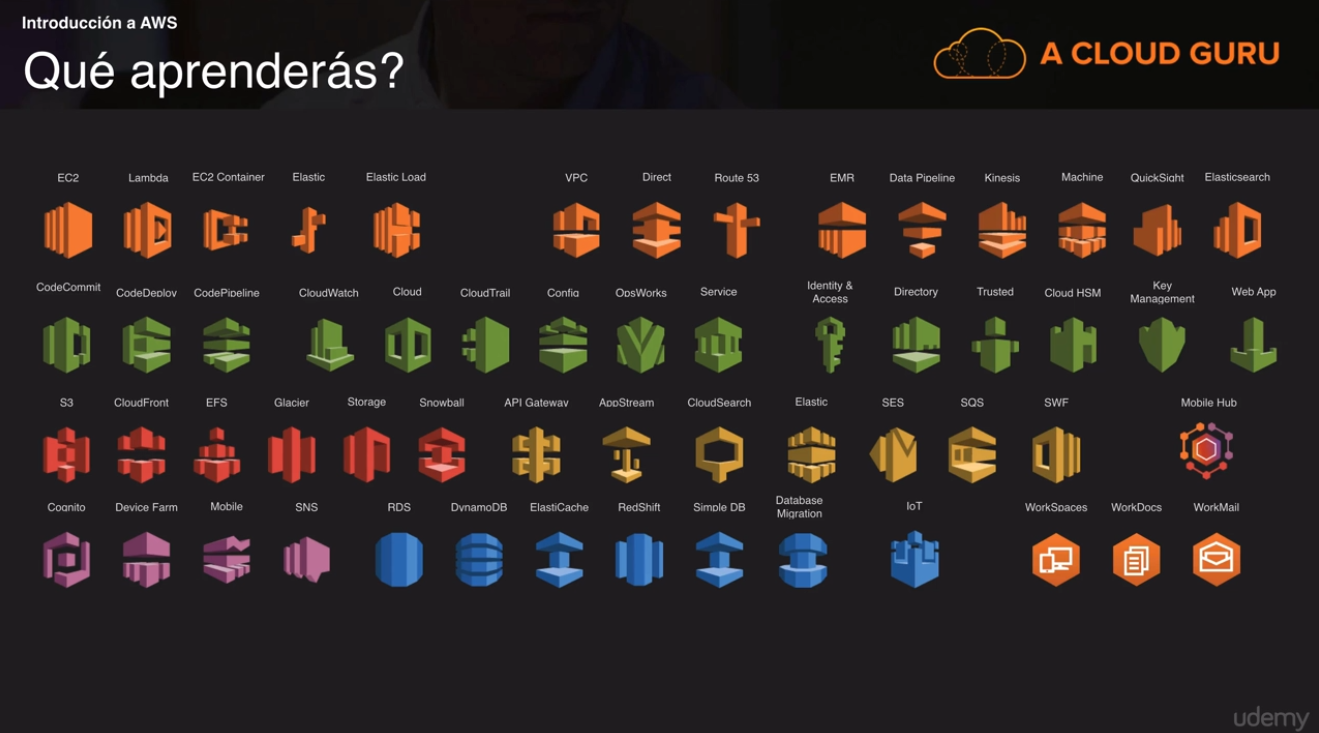 Introducción a AWS
Qué aprenderás?
A CLOUD GURU
EC2 Lambda EC2 Container Elastic Elastic Load VPC Direct Route 53 EMR Data Pipeline Kinesis Machine QuickSight Elasticsearch
CodeCommit CodeDeploy CodePipeline CloudWatch Cloud CloudTrail Config OpsWorks Service Identity & Access Directory Trusted Cloud HSM Key Management Web App
S3 CloudFront EFS Glacier Storage Snowball API Gateway AppStream CloudSearch Elastic SES SQS SWF Mobile Hub
Cognito Device Farm Mobile SNS RDS DynamoDB ElastiCache RedShift Simple DB Database Migration IoT WorkSpaces WorkDocs WorkMail
udemy